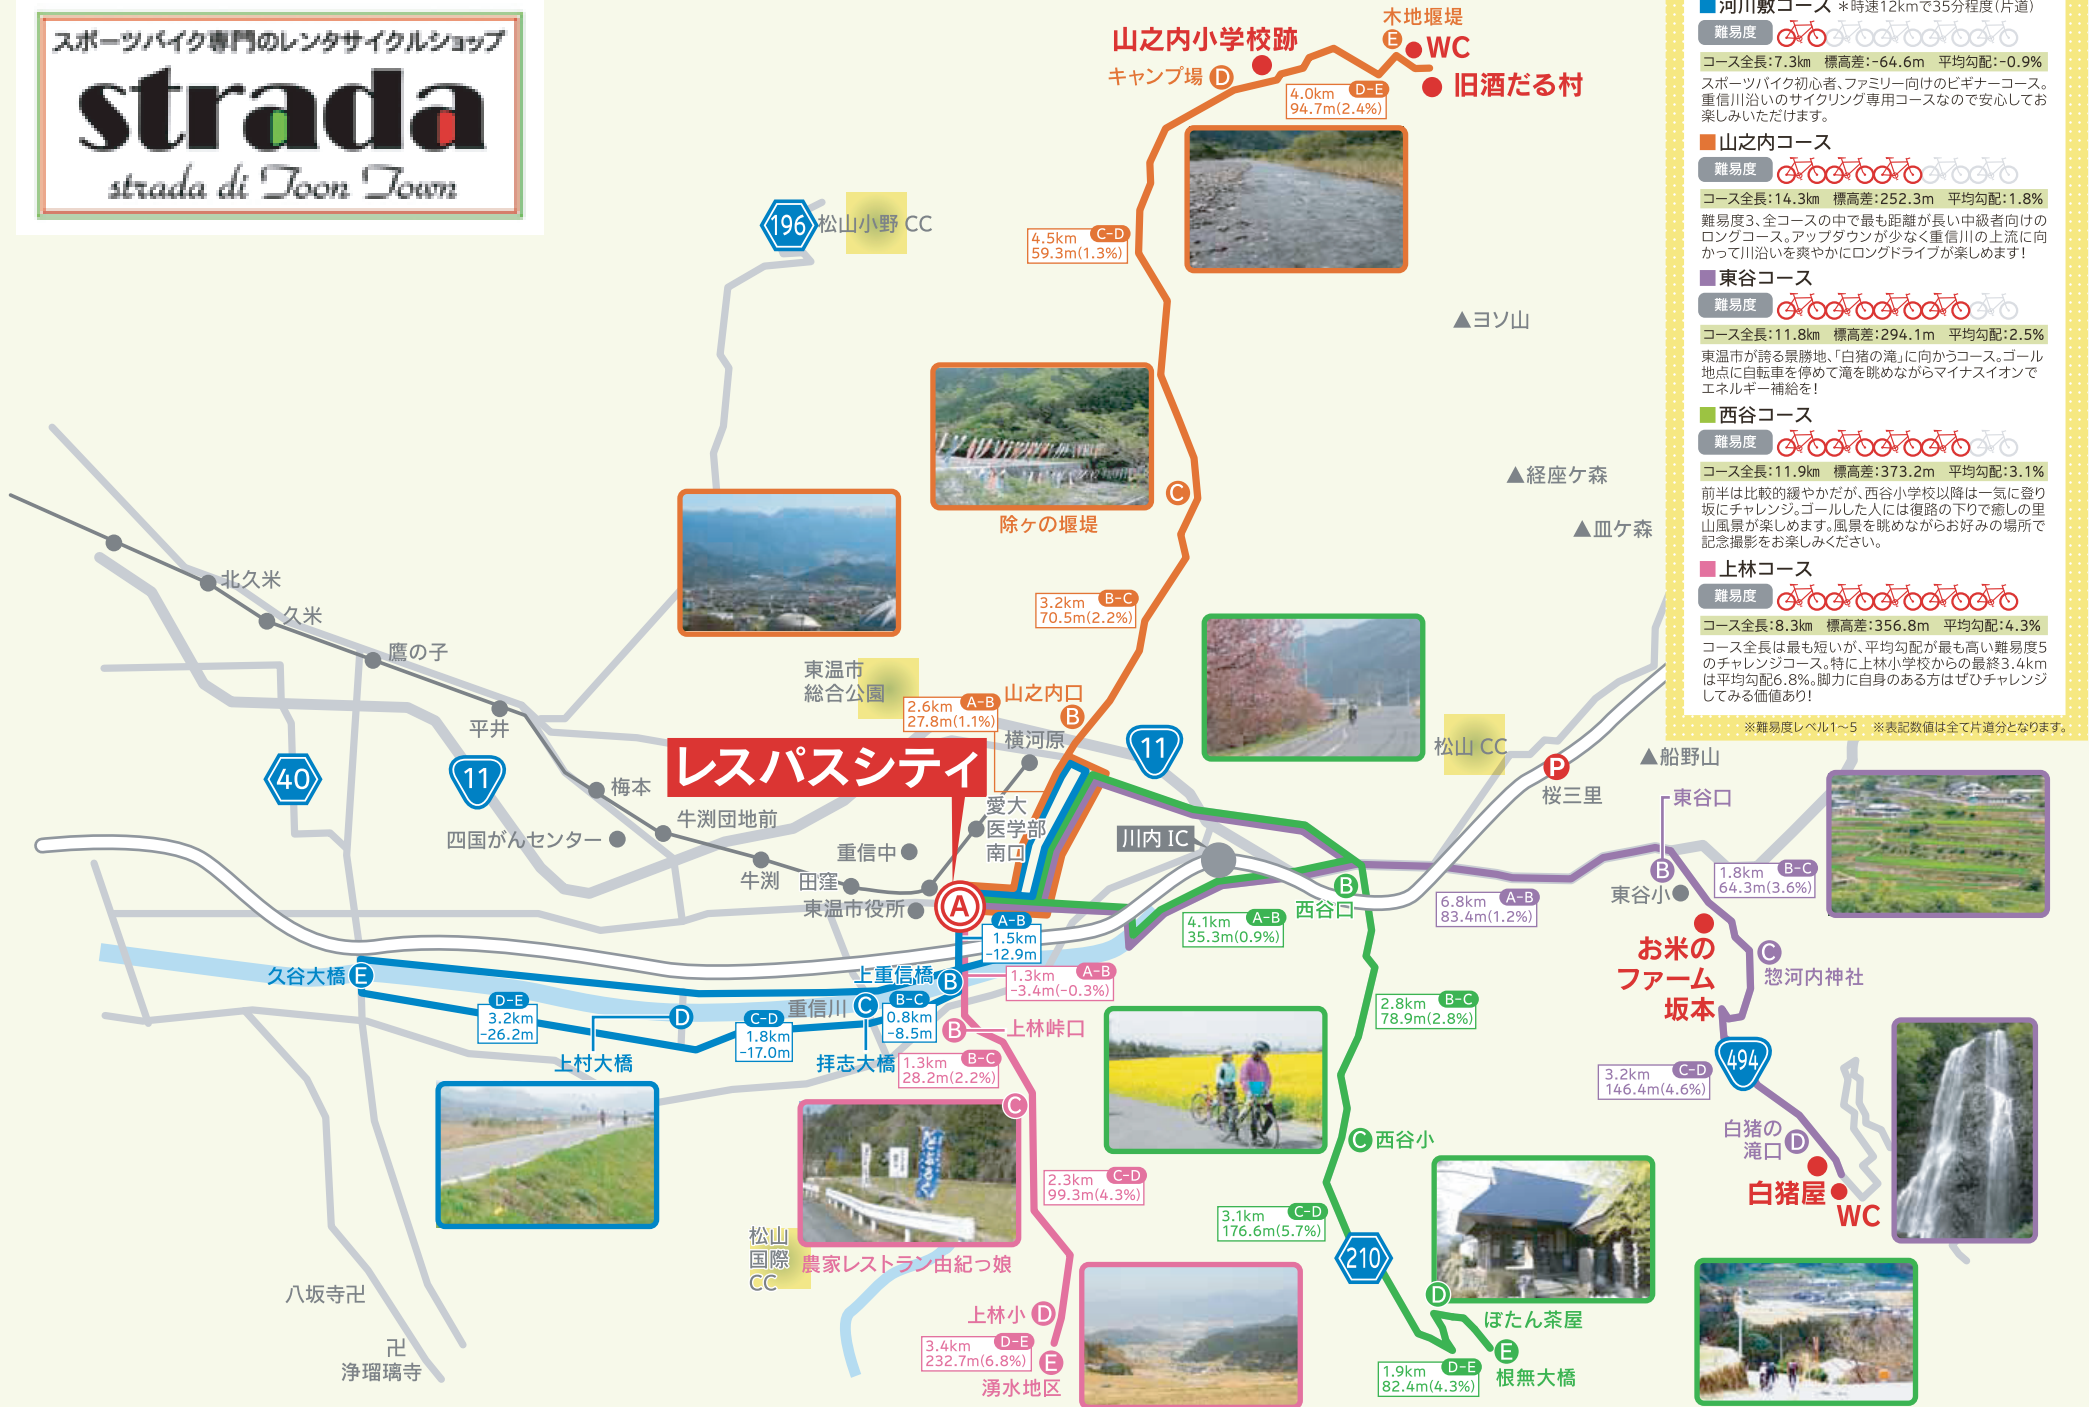 スポーツバイク専門のレンタサイクルショップ
strada
strada di Toon Town
河川敷コース ＊時速12kmで35分程度(片道)
難易度
コース全長:7.3㎞ 標高差:-64.6m 平均勾配:-0.9%
スポーツバイク初心者、ファミリー向けのビギナーコース。
重信川沿いのサイクリング専用コースなので安心してお
楽しみいただけます。
山之内コース
難易度
コース全長:14.3㎞ 標高差:252.3m 平均勾配:1.8%
難易度3、全コースの中で最も距離が長い中級者向けの
ロングコース。アップダウンが少なく重信川の上流に向
かって川沿いを爽やかにロングドライブが楽しめます!
東谷コース
難易度
コース全長:11.8㎞ 標高差:294.1m 平均勾配:2.5%
東温市が誇る景勝地、「白猪の滝」に向かうコース。ゴール
地点に自転車を停めて滝を眺めながらマイナスイオンで
エネルギー補給を!
西谷コース
難易度
コース全長:11.9㎞ 標高差:373.2m 平均勾配:3.1%
前半は比較的緩やかだが、西谷小学校以降は一気に登り
坂にチャレンジ。ゴールした人には復路の下りで癒しの里
山風景が楽しめます。風景を眺めながらお好みの場所で
記念撮影をお楽しみください。
上林コース
難易度
コース全長:8.3㎞ 標高差:356.8m 平均勾配:4.3%
コース全長は最も短いが、平均勾配が最も高い難易度5
のチャレンジコース。特に上林小学校からの最終3.4km
は平均勾配6.8%。脚力に自身のある方はぜひチャレンジ
してみる価値あり!
※難易度レベル1〜5 ※表記数値は全て片道分となります。
木地堰堤
E
WC
山之内小学校跡
キャンプ場 D
旧酒だる村
4.0km D-E
94.7m(2.4%)
196
松山小野 CC
4.5km C-D
59.3m(1.3%)
▲ヨソ山
▲経座ケ森
▲皿ケ森
C
除ヶの堰堤
北久米
久米
鷹の子
平井
3.2km B-C
70.5m(2.2%)
東温市
総合公園
山之内口
B
2.6km A-B
27.8m(1.1%)
横河原
11
松山 CC
▲船野山
P
桜三里
レスパスシティ
40
11
梅本
牛渕団地前
四国がんセンター
牛渕
田窪
重信中
愛大
医学部
南口
東温市役所
A
川内 IC
B
西谷口
4.1km A-B
35.3m(0.9%)
6.8km A-B
83.4m(1.2%)
東谷口
B
東谷小
1.8km B-C
64.3m(3.6%)
お米の
ファーム
坂本
C
惣河内神社
494
3.2km C-D
146.4m(4.6%)
白猪の
滝口
D
白猪屋
WC
A-B
1.5km
-12.9m
久谷大橋 E
上重信橋
B
1.3km A-B
-3.4m(-0.3%)
重信川
C
B-C
0.8km
-8.5m
D-E
3.2km
-26.2m
D
C-D
1.8km
-17.0m
上村大橋
拝志大橋
B
上林峠口
1.3km B-C
28.2m(2.2%)
C
農家レストラン由紀っ娘
2.3km C-D
99.3m(4.3%)
松山
国際
CC
上林小 D
3.4km D-E
232.7m(6.8%)
E
湧水地区
八坂寺卍
卍
浄瑠璃寺
2.8km B-C
78.9m(2.8%)
C 西谷小
3.1km C-D
176.6m(5.7%)
210
D
ぼたん茶屋
E
根無大橋
1.9km D-E
82.4m(4.3%)